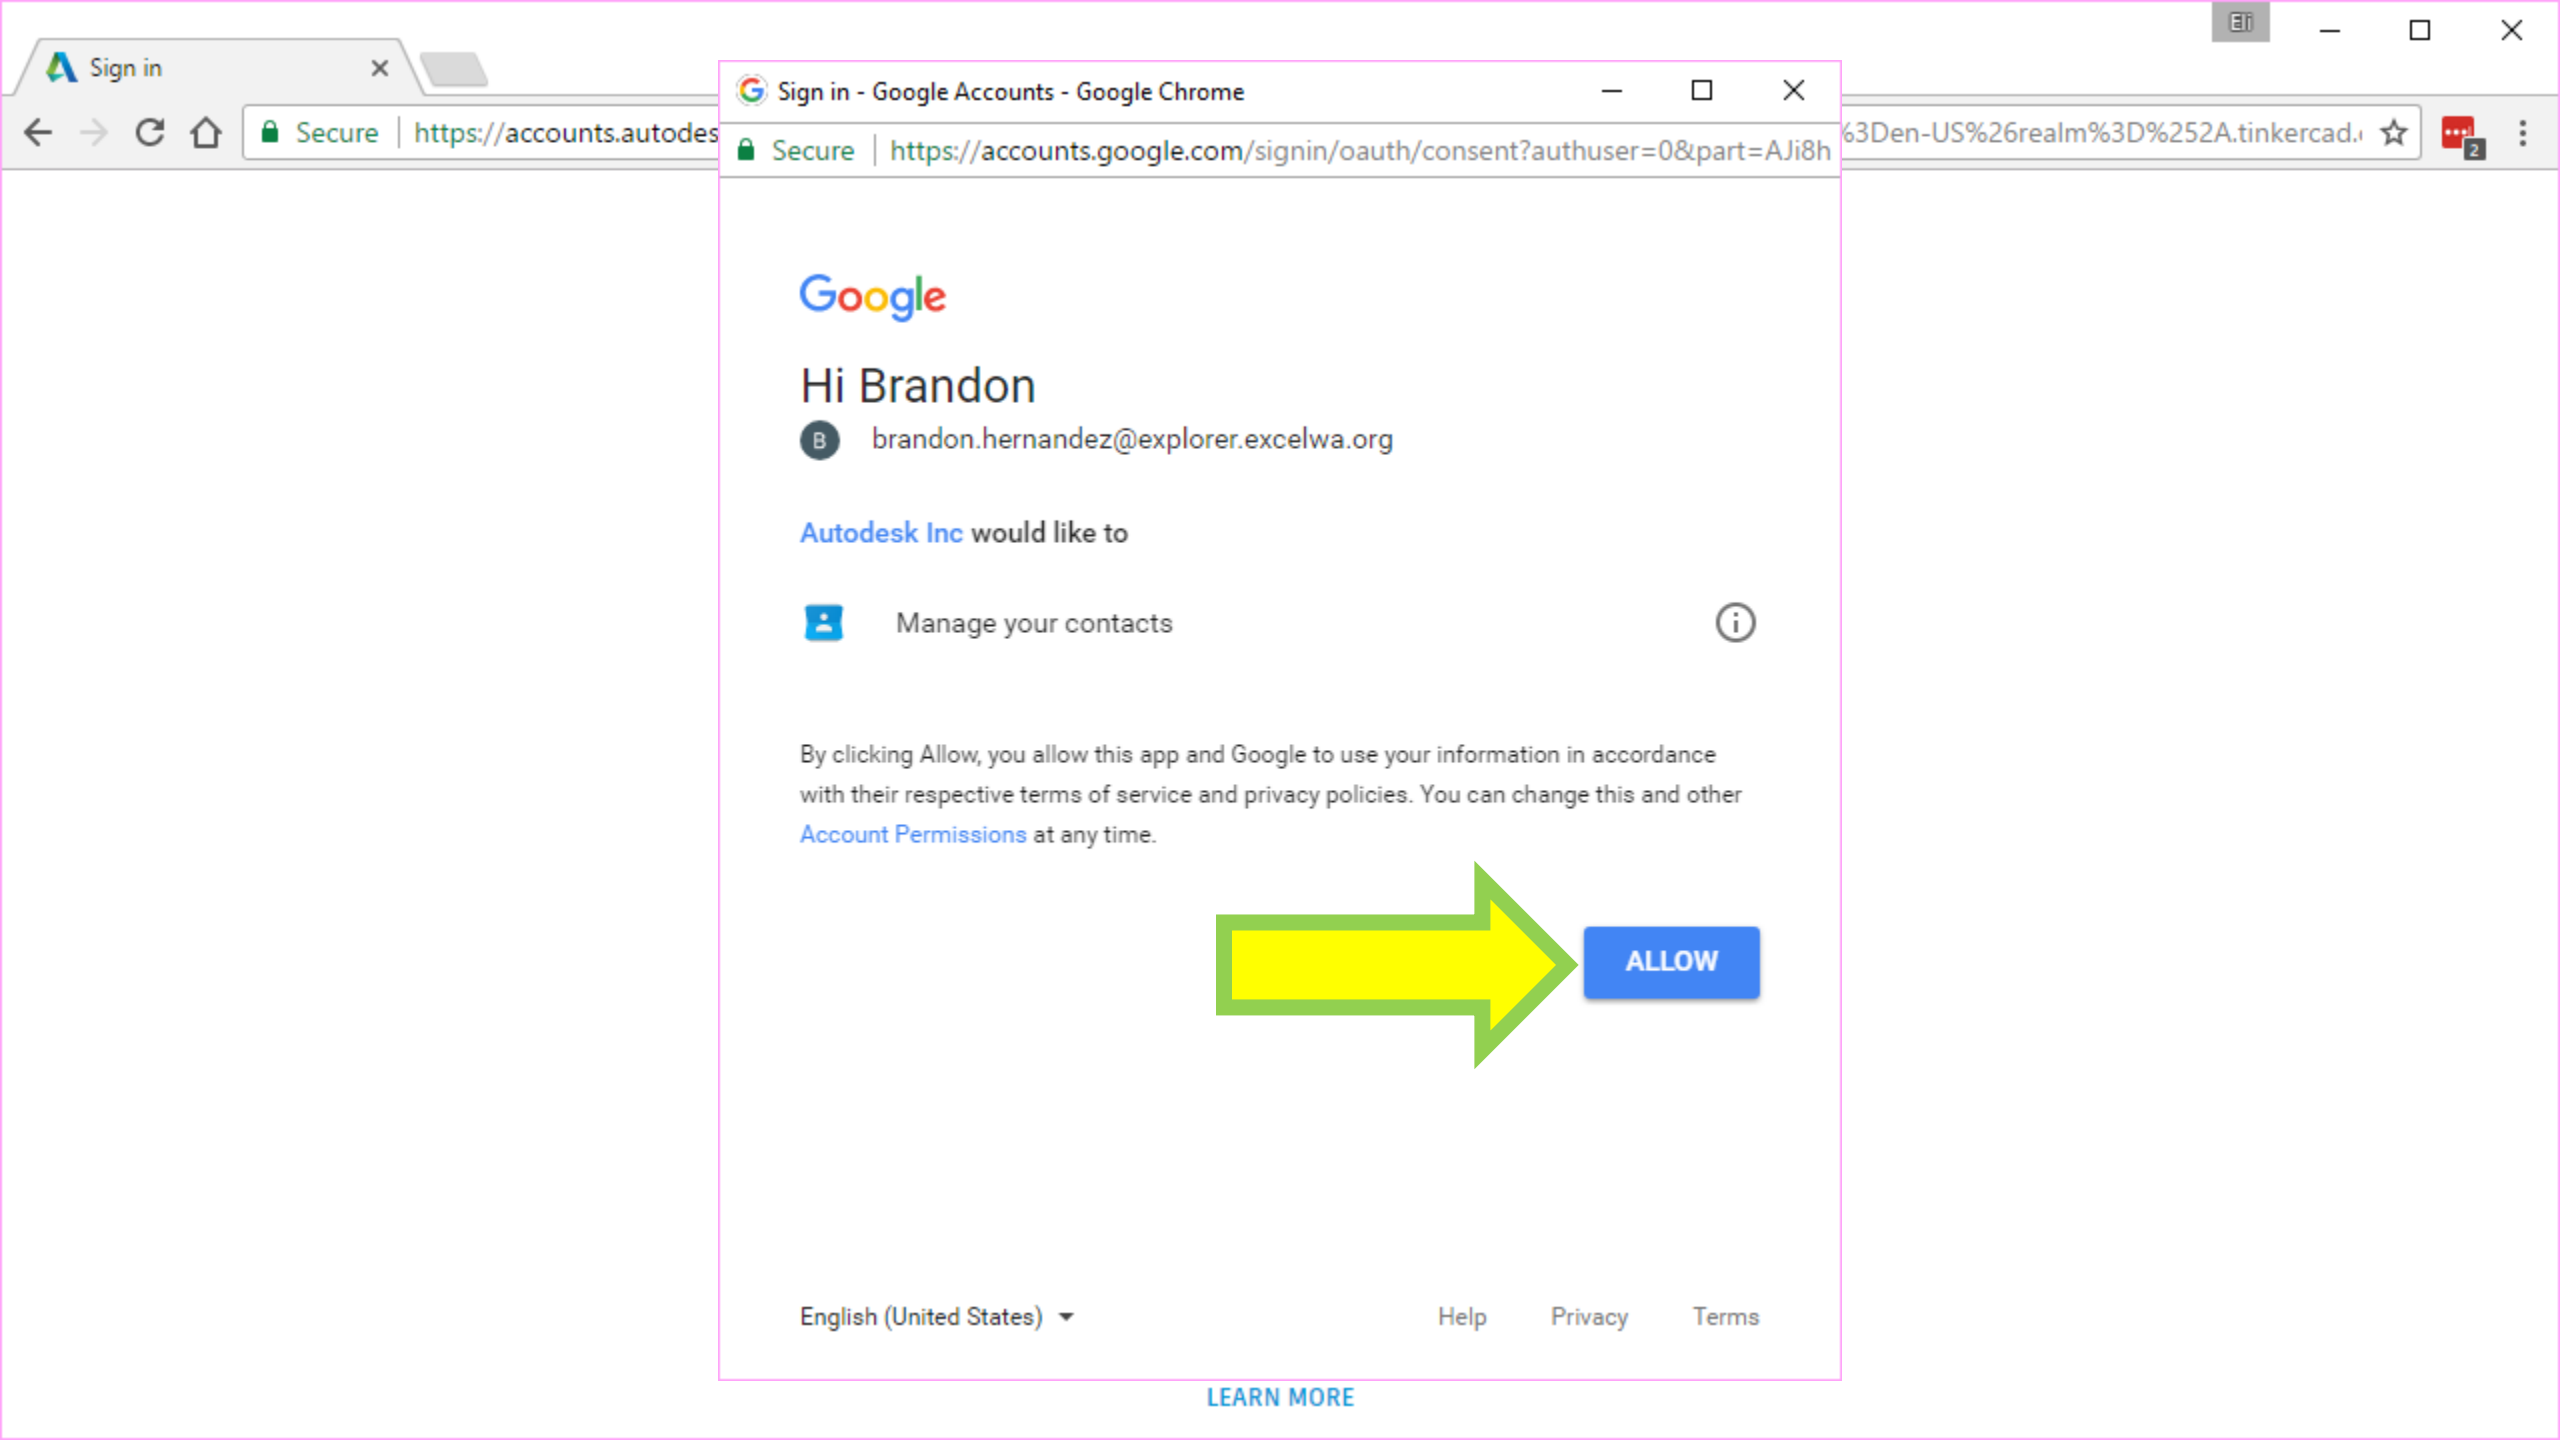 Eli
Sign in
Sign in - Google Accounts - Google Chrome
Secure https://accounts.autodes
%3Den-US%26realm%3D%252A.tinkercad.
2
Secure https://accounts.google.com/signin/oauth/consent?authuser=0&part=AJi8h
Google
Hi Brandon
B brandon.hernandez@explorer.excelwa.org
Autodesk Inc would like to
Manage your contacts
By clicking Allow, you allow this app and Google to use your information in accordance
with their respective terms of service and privacy policies. You can change this and other
Account Permissions at any time.
ALLOW
English (United States) Help Privacy Terms
LEARN MORE